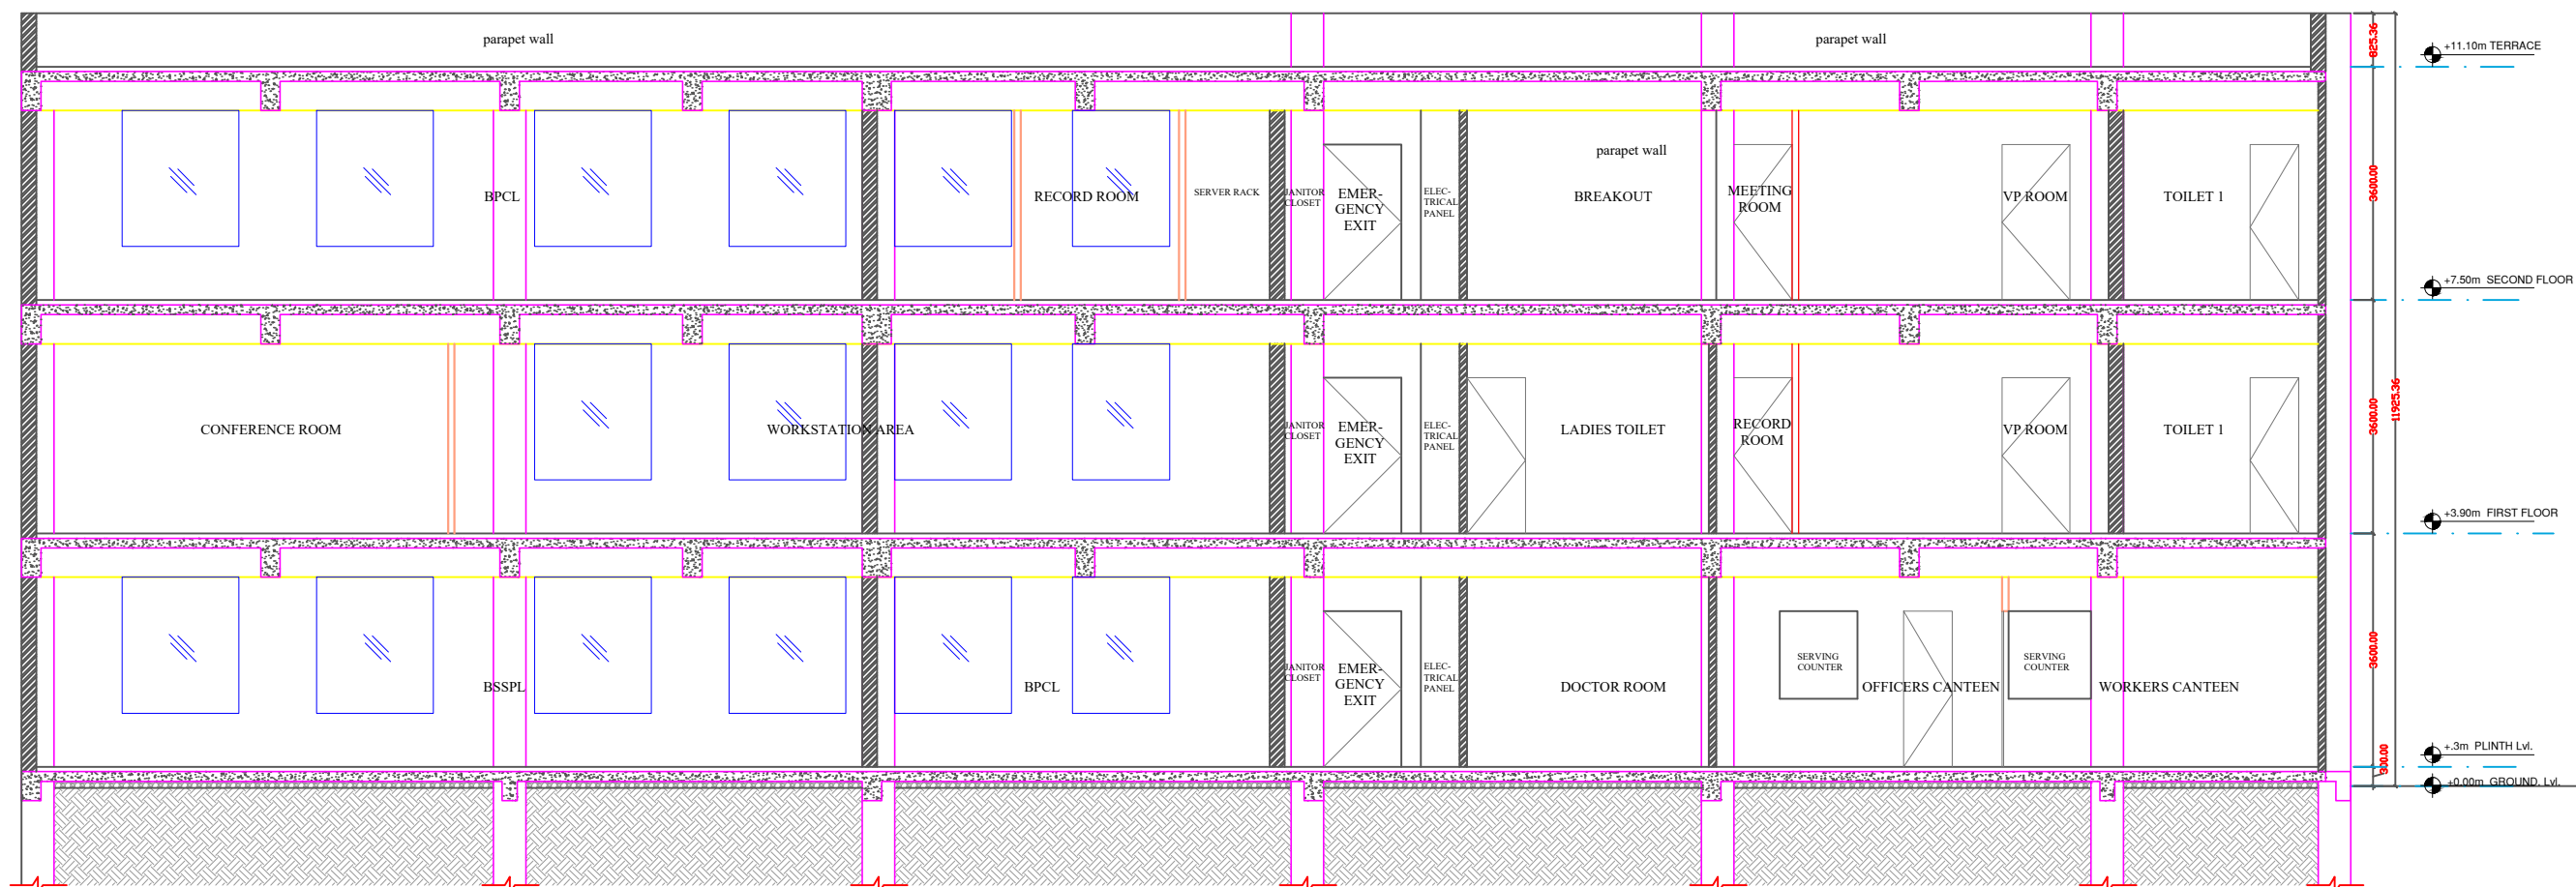 parapet wall
parapet wall
825.36
+11.10m TERRACE
parapet wall
BPCL
RECORD ROOM
SERVER RACK
JANITOR
CLOSET
EMER-
GENCY
EXIT
ELEC-
TRICAL
PANEL
BREAKOUT
MEETING
ROOM
VP ROOM
TOILET 1
3600.00
+7.50m SECOND FLOOR
CONFERENCE ROOM
WORKSTATION AREA
JANITOR
CLOSET
EMER-
GENCY
EXIT
ELEC-
TRICAL
PANEL
LADIES TOILET
RECORD
ROOM
VP ROOM
TOILET 1
3600.00
11925.36
+3.90m FIRST FLOOR
BSSPL
BPCL
JANITOR
CLOSET
EMER-
GENCY
EXIT
ELEC-
TRICAL
PANEL
DOCTOR ROOM
SERVING
COUNTER
OFFICERS CANTEEN
SERVING
COUNTER
WORKERS CANTEEN
3600.00
300.00
+.3m PLINTH Lvl.
+0.00m GROUND. Lvl.